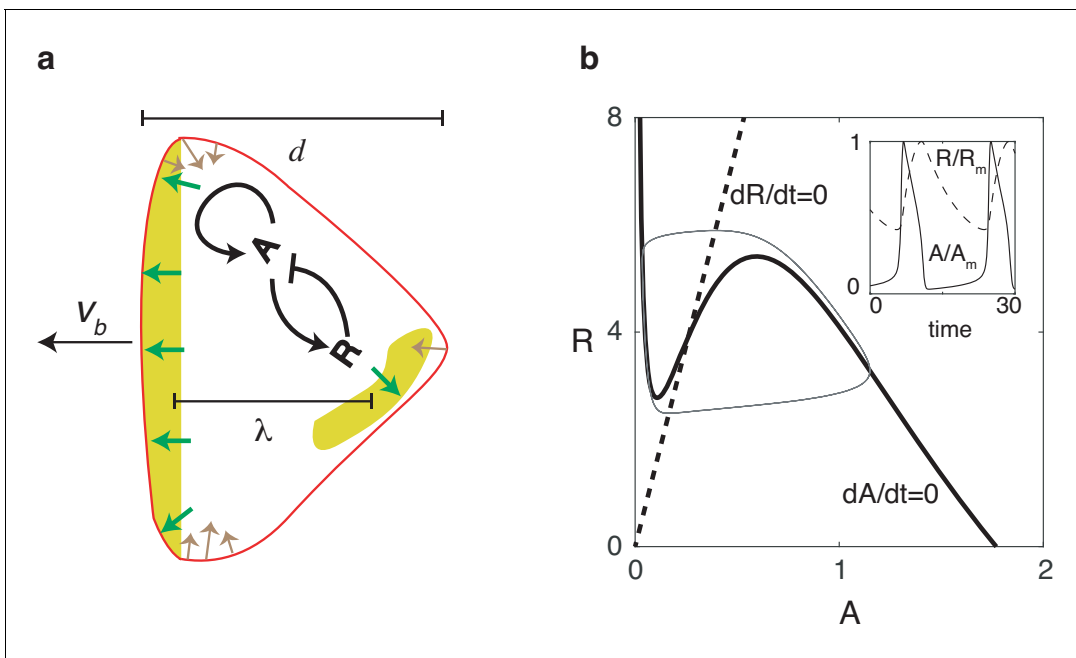 a
d
A
R
V_b
λ
b
8
4
0
R
0
1
2
A
dR/dt=0
dA/dt=0
1
0
R/R_m
A/A_m
0
30
time